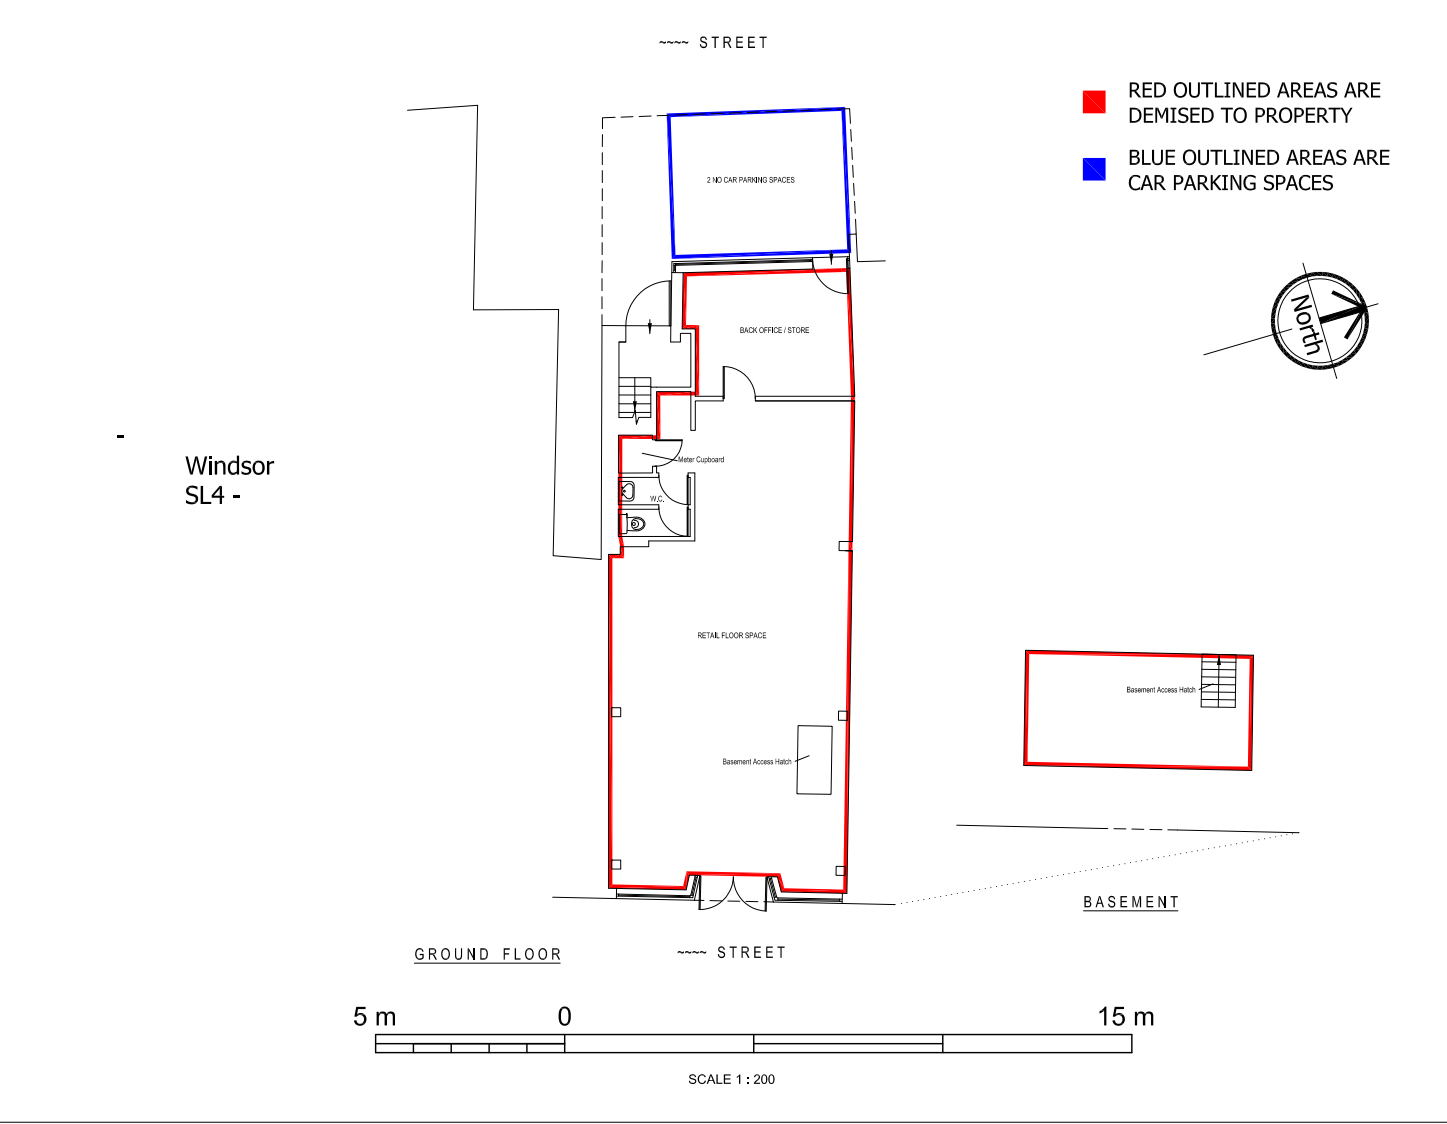 ~~~~ STREET
RED OUTLINED AREAS ARE
DEMISED TO PROPERTY
BLUE OUTLINED AREAS ARE
CAR PARKING SPACES
2 NO CAR PARKING SPACES
North
BACK OFFICE / STORE
-
Windsor
SL4 -
Meter Cupboard
W.C.
RETAIL FLOOR SPACE
Basement Access Hatch
Basement Access Hatch
BASEMENT
GROUND FLOOR
~~~~ STREET
5 m 0 15 m
SCALE 1 : 200